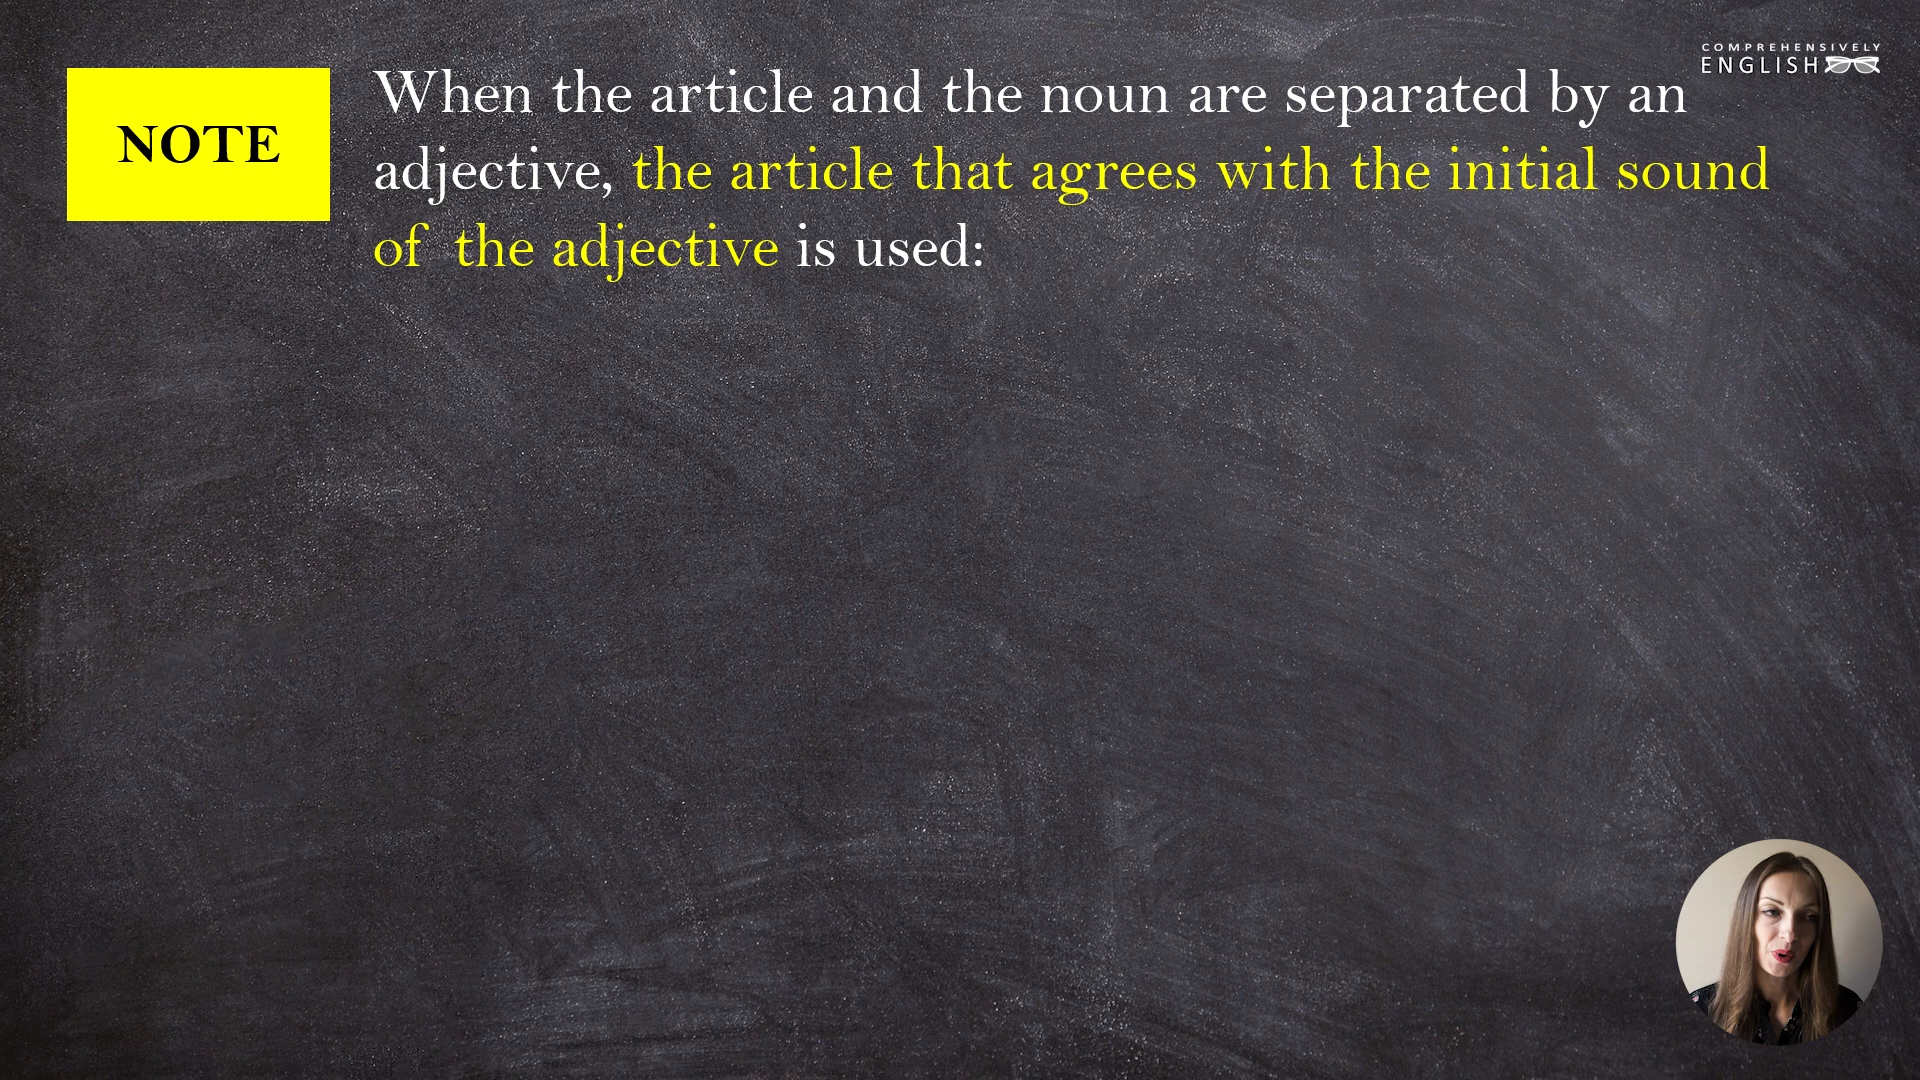 COMPREHENSIVELY
ENGLISH
NOTE
When the article and the noun are separated by an
adjective, the article that agrees with the initial sound
of the adjective is used: